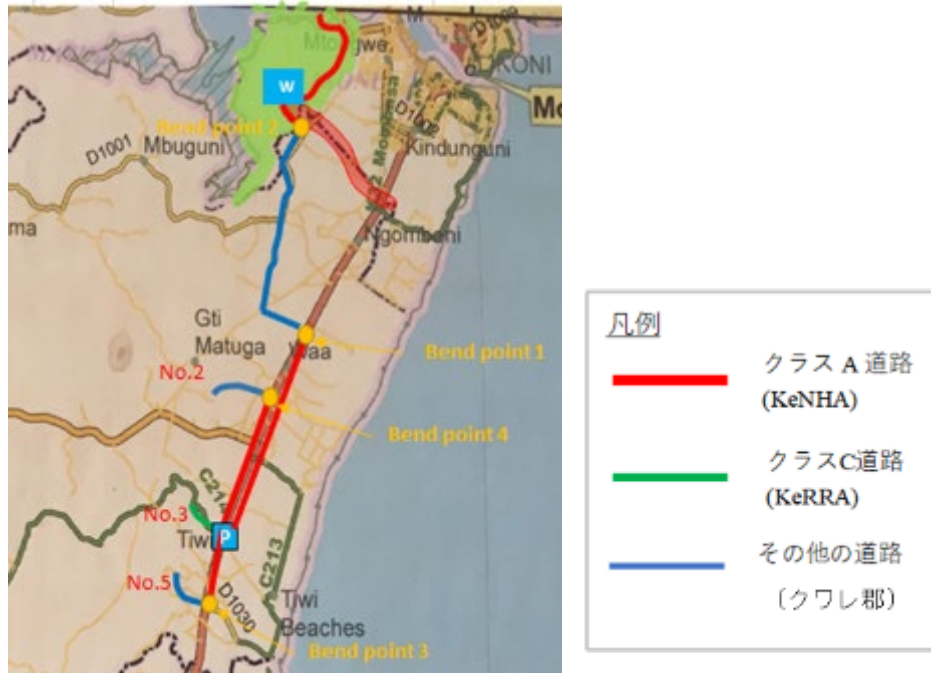 Mtongwe
KONI
W
Mo
D1002
Bend point 2
D1001
Mbuguni
Kindunguni
ma
Ngombeni
Gti
Matuga
Waa
Bend point 1
No.2
Bend point 4
C214
No.3
Tiwi
P
C213
No.5
D1030
Tiwi
Beaches
Bend point 3
凡例
クラス A 道路
(KeNHA)
クラスC道路
(KeRRA)
その他の道路
〔クワレ郡〕